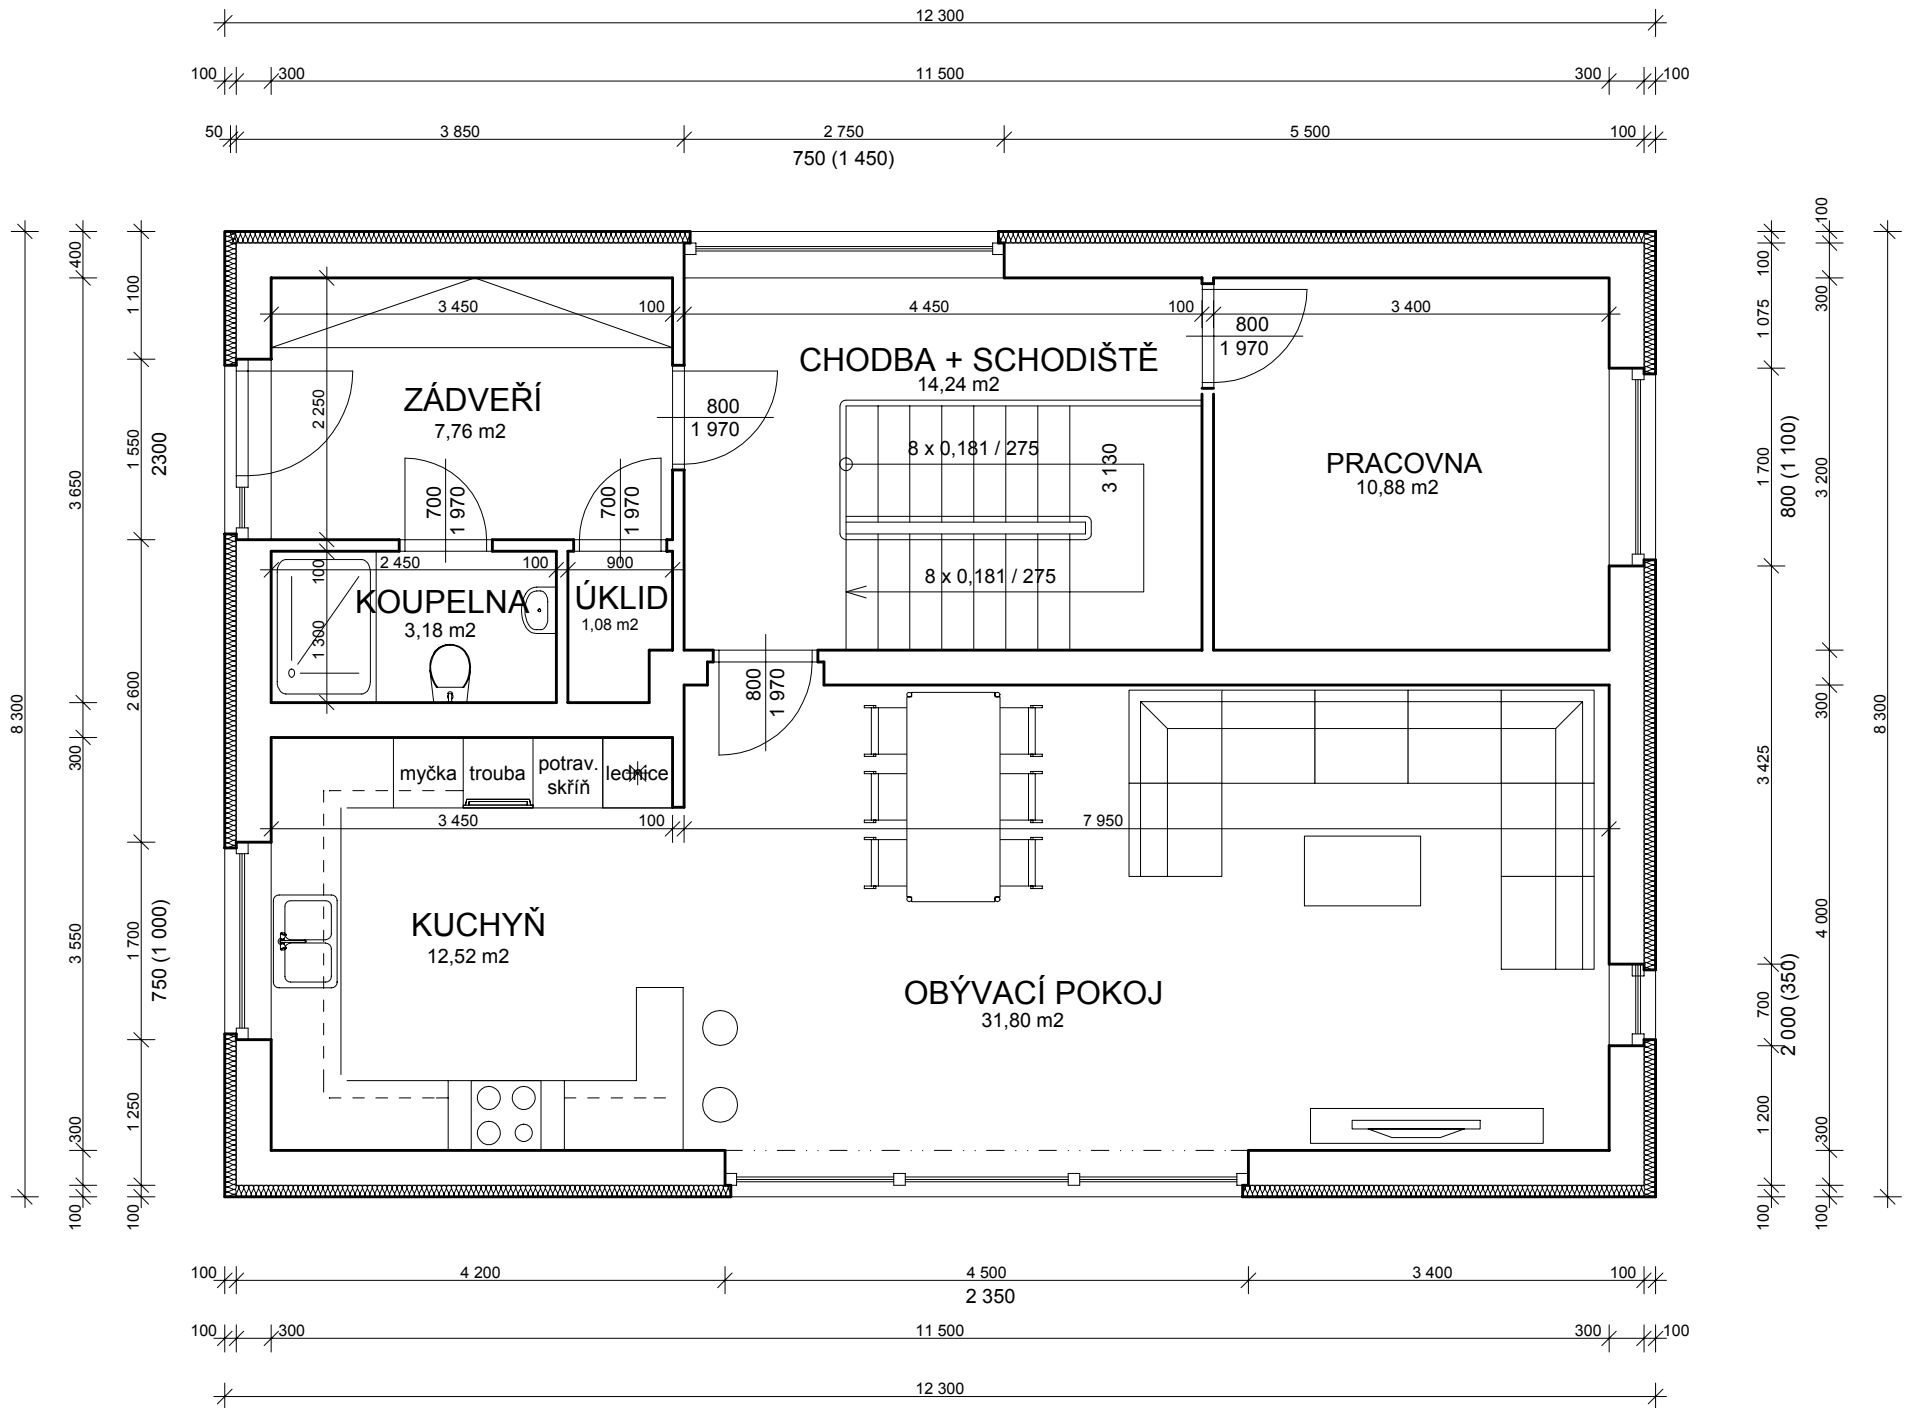 12 300
100 300 11 500 300 100
50 3 850 2 750 5 500 100
750 (1 450)
400
3 650
300
3 550
300
100
8 300
1 100
1 550
2300
2 600
1 700
750 (1 000)
1 250
100
3 450 100 4 450 100 3 400
800
1 970
CHODBA + SCHODIŠTĚ
14,24 m2
ZÁDVEŘÍ
7,76 m2
2 250
800
1 970
8 x 0,181 / 275
3 130
PRACOVNA
10,88 m2
700
1 970
700
1 970
2 450 100 900
100
8 x 0,181 / 275
KOUPELNA
3,18 m2
ÚKLID
1,08 m2
1 300
800
1 970
myčka
trouba
potrav.
skříň
lednice
3 450 100 7 950
KUCHYŇ
12,52 m2
OBÝVACÍ POKOJ
31,80 m2
100
1 075
1 700
800 (1 100)
3 425
700
2 000 (350)
1 200
100
100
300
3 200
300
4 000
300
100
8 300
100 4 200 4 500 3 400 100
2 350
100 300 11 500 300 100
12 300